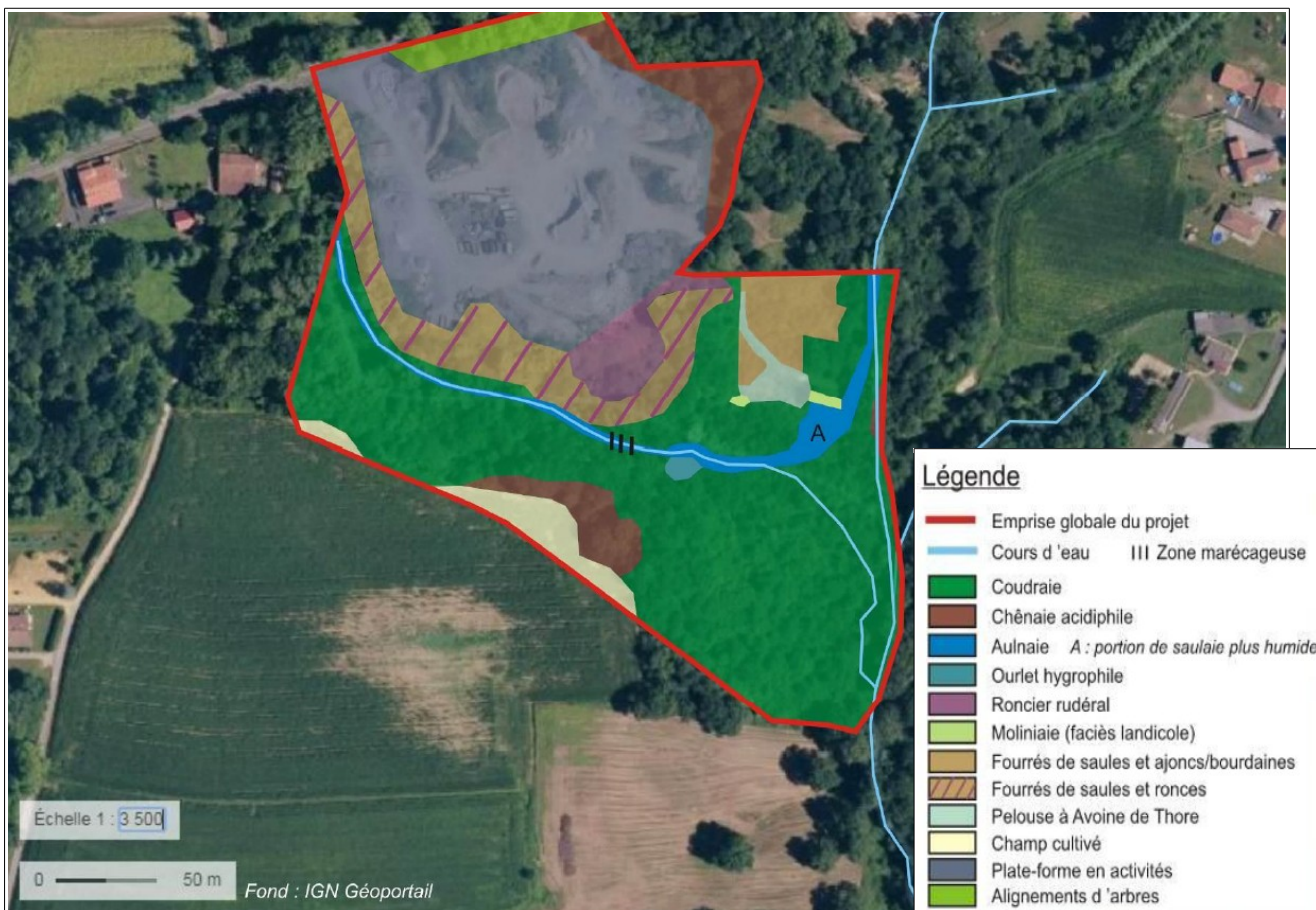 A
Légende
Emprise globale du projet
Cours d 'eau III Zone marécageuse
Coudraie
Chênaie acidiphile
Aulnaie A : portion de saulaie plus humide
Ourlet hygrophile
Roncier rudéral
Moliniaie (faciès landicole)
Fourrés de saules et ajoncs/bourdaines
Fourrés de saules et ronces
Pelouse à Avoine de Thore
Champ cultivé
Plate-forme en activités
Alignements d 'arbres
Échelle 1 : 3 500
0 50 m
Fond : IGN Géoportail